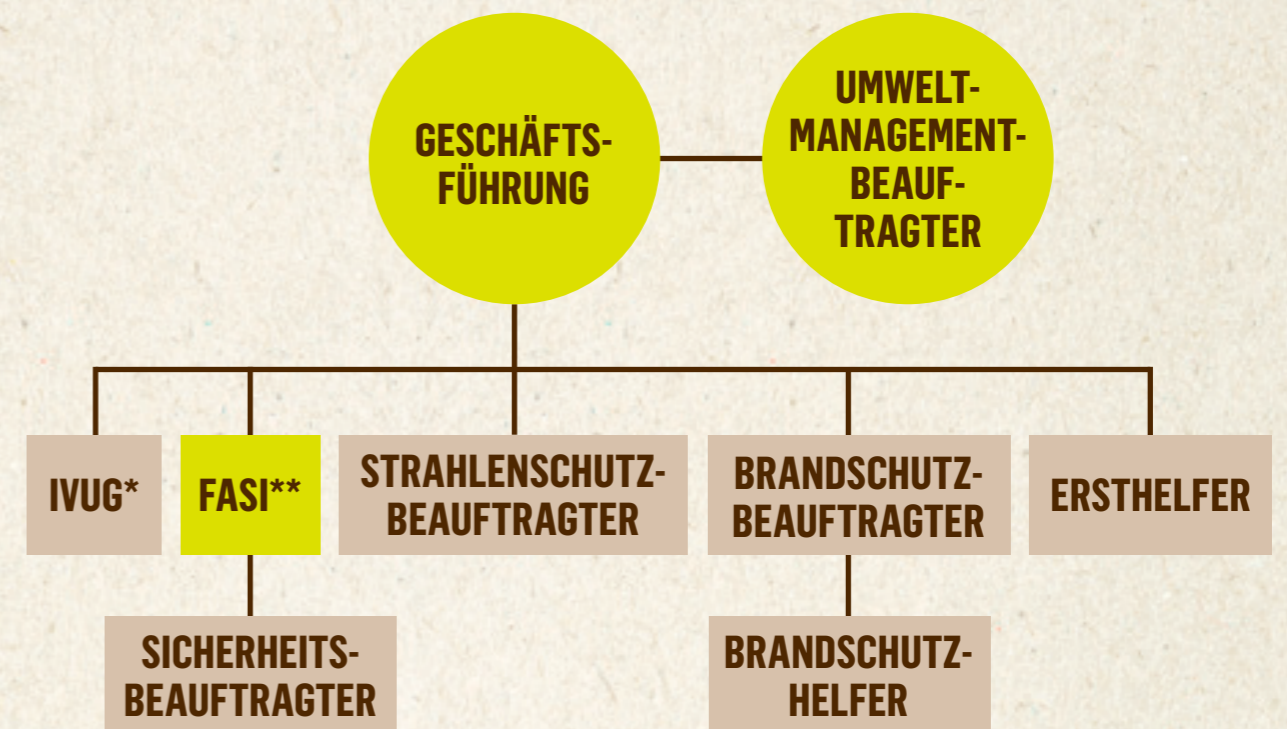 GESCHÄFTS-
FÜHRUNG
UMWELT-
MANAGEMENT-
BEAUF-
TRAGTER
IVUG*
FASI**
STRAHLENSCHUTZ-
BEAUFTRAGTER
BRANDSCHUTZ-
BEAUFTRAGTER
ERSTHELFER
SICHERHEITS-
BEAUFTRAGTER
BRANDSCHUTZ-
HELFER